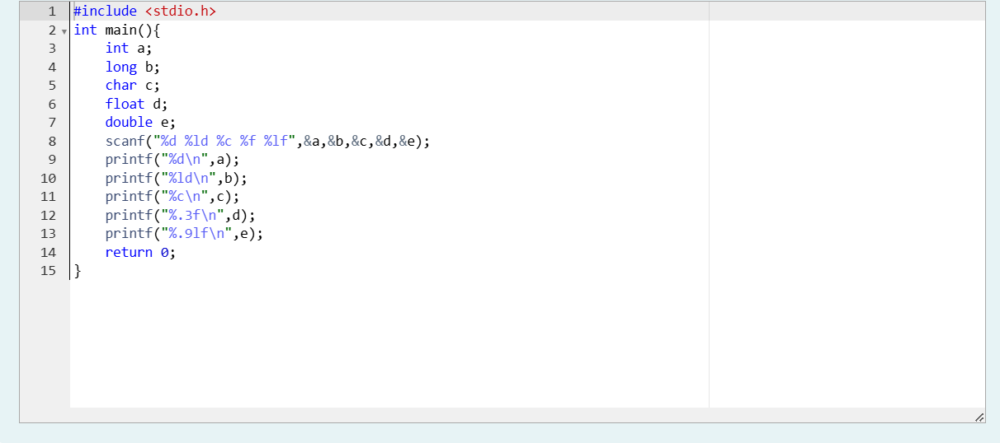 1 #include <stdio.h>
2 int main(){
3     int a;
4     long b;
5     char c;
6     float d;
7     double e;
8     scanf("%d %ld %c %f %lf",&a,&b,&c,&d,&e);
9     printf("%d\n",a);
10     printf("%ld\n",b);
11     printf("%c\n",c);
12     printf("%.3f\n",d);
13     printf("%.9lf\n",e);
14     return 0;
15 }